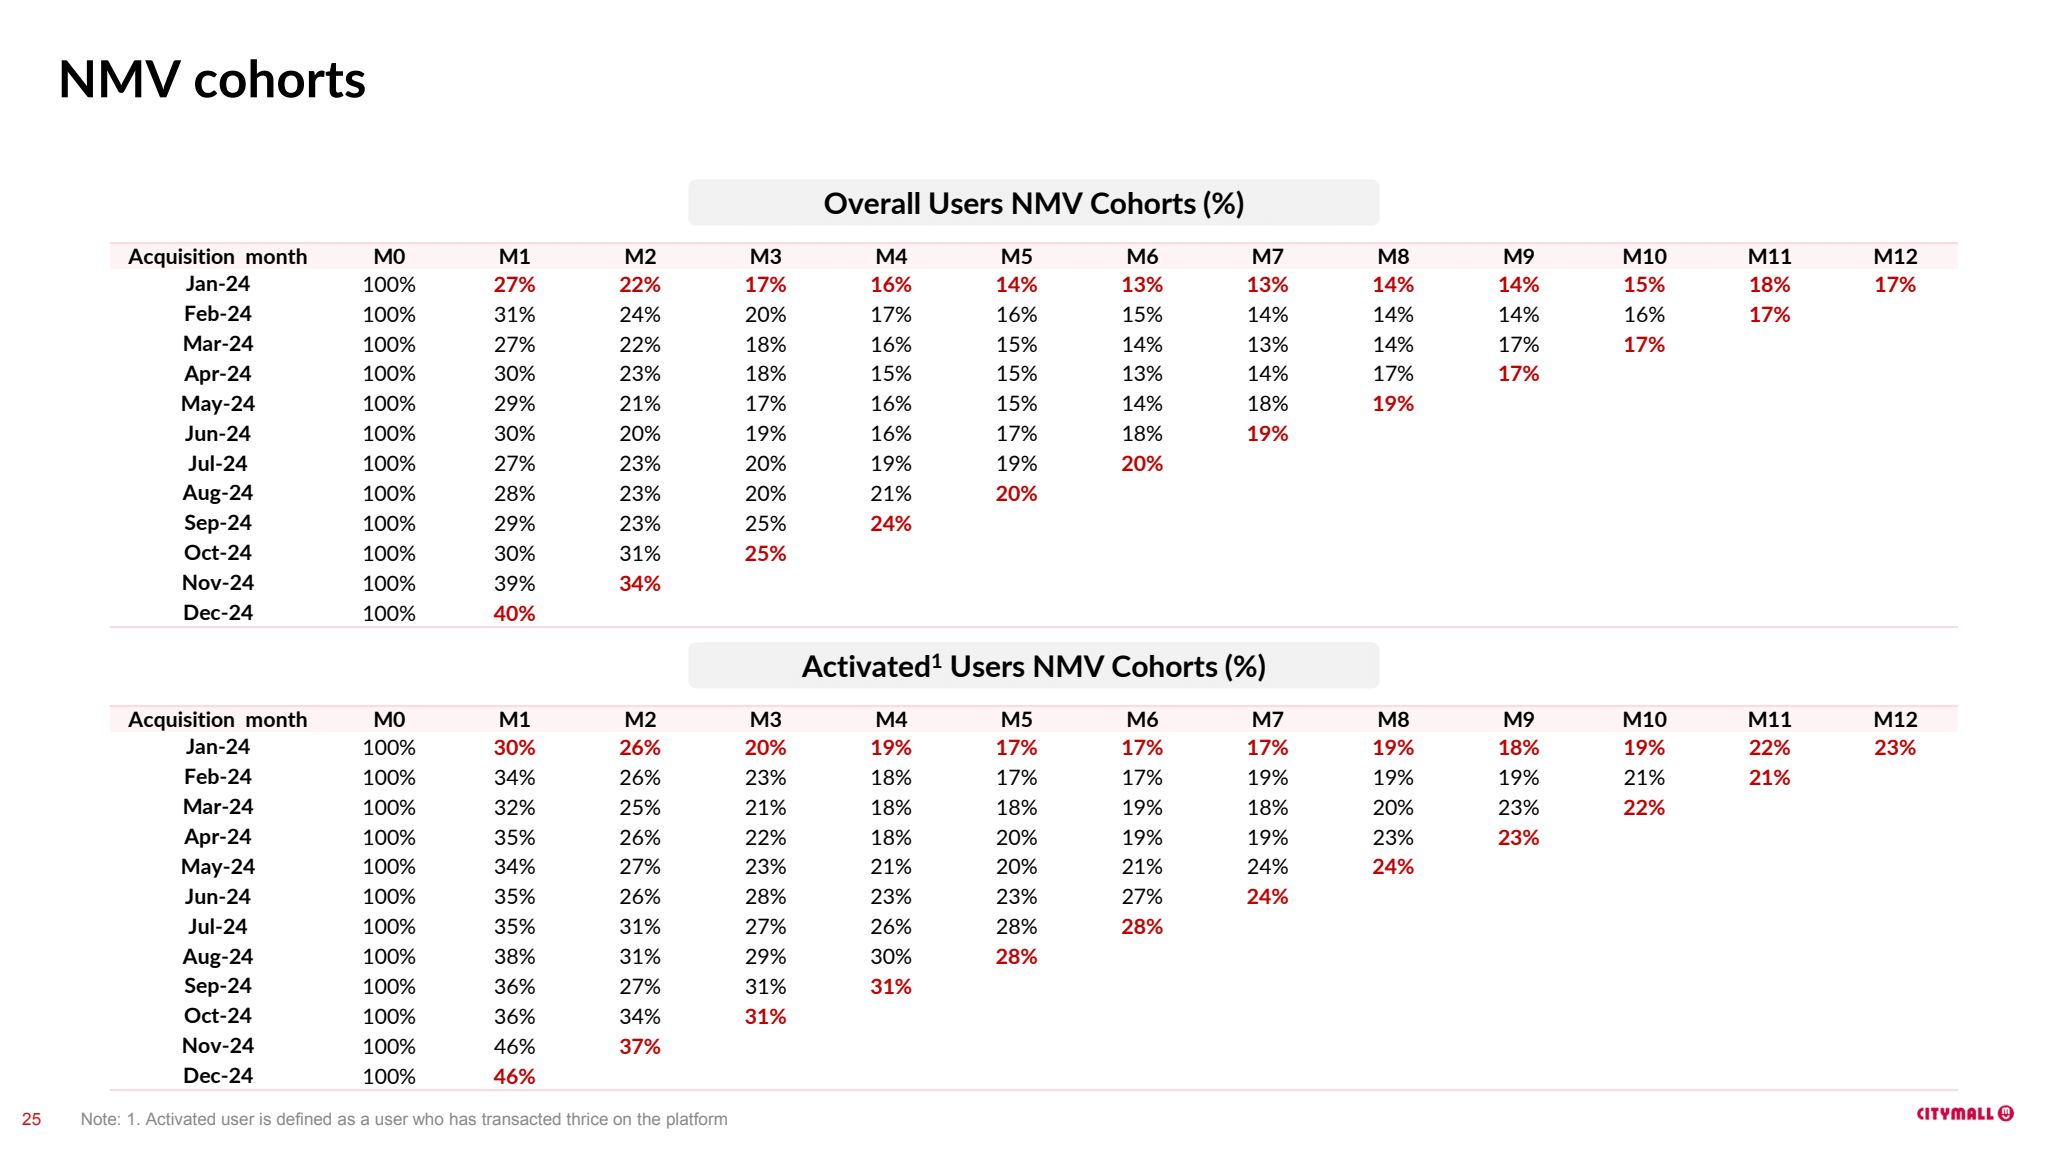 NMV cohorts
Overall Users NMV Cohorts (%)
Acquisition month M0 M1 M2 M3 M4 M5 M6 M7 M8 M9 M10 M11 M12
Jan-24 100% 27% 22% 17% 16% 14% 13% 13% 14% 14% 15% 18% 17%
Feb-24 100% 31% 24% 20% 17% 16% 15% 14% 14% 14% 16% 17%
Mar-24 100% 27% 22% 18% 16% 15% 14% 13% 14% 17% 17%
Apr-24 100% 30% 23% 18% 15% 15% 13% 14% 17% 17%
May-24 100% 29% 21% 17% 16% 15% 14% 18% 19%
Jun-24 100% 30% 20% 19% 16% 17% 18% 19%
Jul-24 100% 27% 23% 20% 19% 19% 20%
Aug-24 100% 28% 23% 20% 21% 20%
Sep-24 100% 29% 23% 25% 24%
Oct-24 100% 30% 31% 25%
Nov-24 100% 39% 34%
Dec-24 100% 40%
Activated¹ Users NMV Cohorts (%)
Acquisition month M0 M1 M2 M3 M4 M5 M6 M7 M8 M9 M10 M11 M12
Jan-24 100% 30% 26% 20% 19% 17% 17% 17% 19% 18% 19% 22% 23%
Feb-24 100% 34% 26% 23% 18% 17% 17% 19% 19% 19% 21% 21%
Mar-24 100% 32% 25% 21% 18% 18% 19% 18% 20% 23% 22%
Apr-24 100% 35% 26% 22% 18% 20% 19% 19% 23% 23%
May-24 100% 34% 27% 23% 21% 20% 21% 24% 24%
Jun-24 100% 35% 26% 28% 23% 23% 27% 24%
Jul-24 100% 35% 31% 27% 26% 28% 28%
Aug-24 100% 38% 31% 29% 30% 28%
Sep-24 100% 36% 27% 31% 31%
Oct-24 100% 36% 34% 31%
Nov-24 100% 46% 37%
Dec-24 100% 46%
25 Note: 1. Activated user is defined as a user who has transacted thrice on the platform
CITYMALL